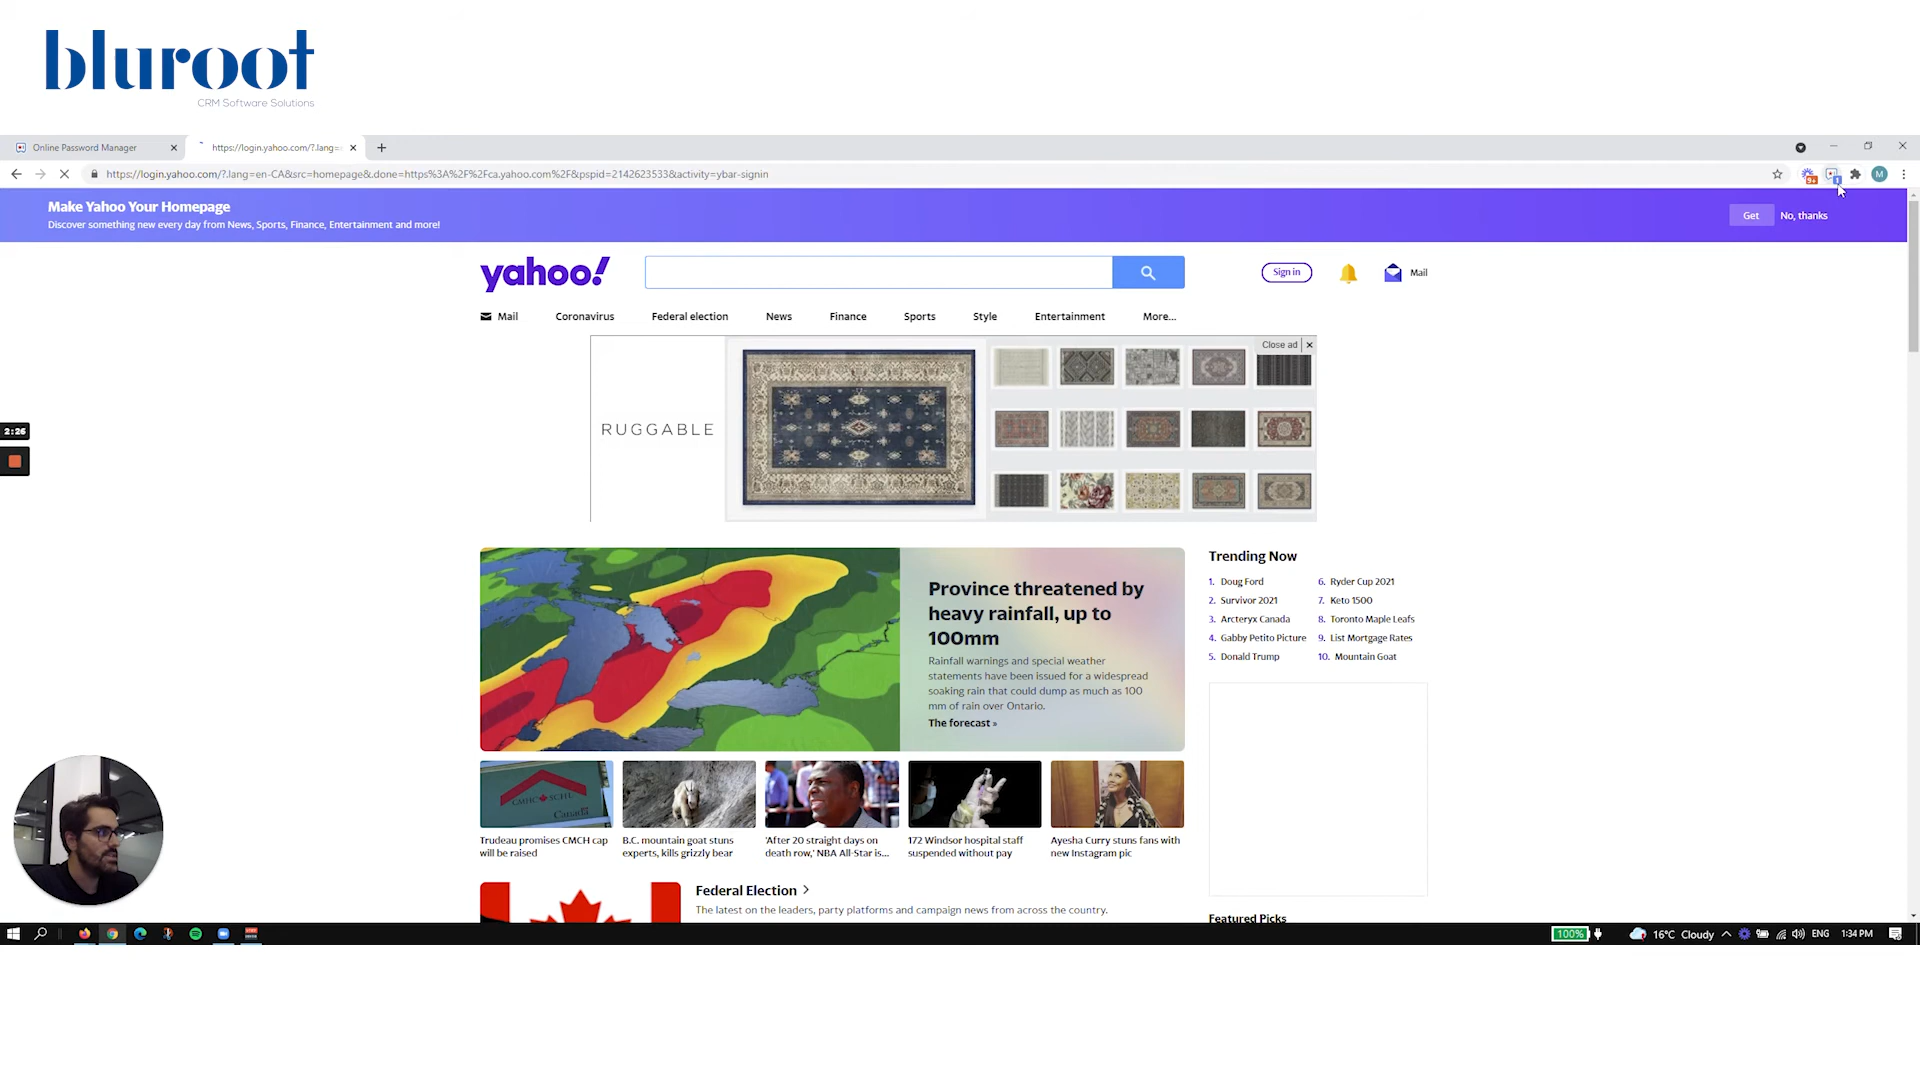 bluroot
CRM Software Solutions
Online Password Manager
https://login.yahoo.com/?.lang=
https://login.yahoo.com/?.lang=en-CA&src=homepage&.done=https%3A%2F%2Fca.yahoo.com%2F&pspid=2142623533&activity=ybar-signin
9+
1
M
Make Yahoo Your Homepage
Discover something new every day from News, Sports, Finance, Entertainment and more!
Get
No, thanks
yahoo!
Sign in
Mail
Mail
Coronavirus
Federal election
News
Finance
Sports
Style
Entertainment
More...
Close ad
RUGGABLE
2:26
Province threatened by
heavy rainfall, up to
100mm
Rainfall warnings and special weather
statements have been issued for a widespread
soaking rain that could dump as much as 100
mm of rain over Ontario.
The forecast »
Trending Now
1. Doug Ford
2. Survivor 2021
3. Arcteryx Canada
4. Gabby Petito Picture
5. Donald Trump
6. Ryder Cup 2021
7. Keto 1500
8. Toronto Maple Leafs
9. List Mortgage Rates
10. Mountain Goat
CMHC SCHL
Canada
Trudeau promises CMCH cap
will be raised
B.C. mountain goat stuns
experts, kills grizzly bear
'After 20 straight days on
death row,' NBA All-Star is...
172 Windsor hospital staff
suspended without pay
Ayesha Curry stuns fans with
new Instagram pic
Federal Election
The latest on the leaders, party platforms and campaign news from across the country.
Featured Picks
100%
16°C Cloudy
ENG
1:34 PM